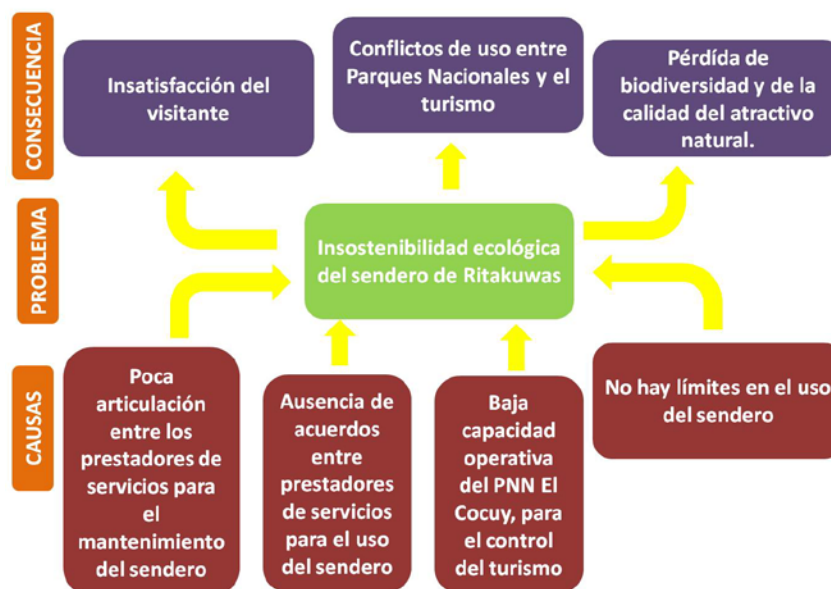 CONSECUENCIA
Insatisfacción del
visitante
Conflictos de uso entre
Parques Nacionales y el
turismo
Pérdida de
biodiversidad y de la
calidad del atractivo
natural.
PROBLEMA
Insostenibilidad ecológica
del sendero de Ritakuwas
CAUSAS
Poca
articulación
entre los
prestadores de
servicios para
el
mantenimiento
del sendero
Ausencia de
acuerdos
entre
prestadores
de servicios
para el uso
del sendero
Baja
capacidad
operativa
del PNN El
Cocuy, para
el control
del turismo
No hay límites en el uso
del sendero